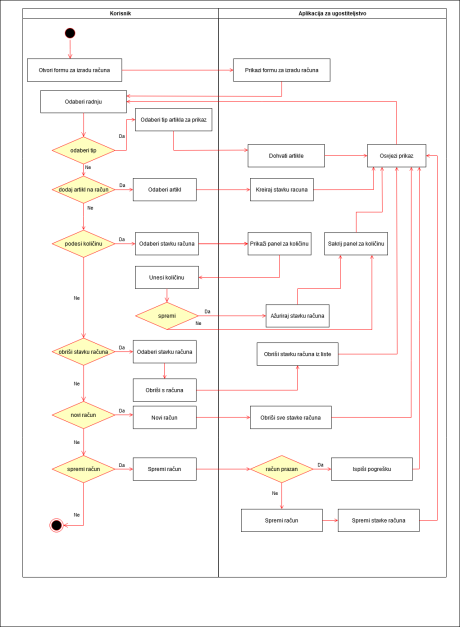 Korisnik
Aplikacija za ugostiteljstvo
Otvori formu za izradu računa
Prikazi formu za izradu računa
Odaberi radnju
Odaberi tip artikla za prikaz
Da
odaberi tip
Dohvati artikle
Osvjezi prikaz
Ne
dodaj artikl na račun
Da
Odaberi artikl
Kreiraj stavku racuna
Ne
podesi količinu
Da
Odaberi stavku računa
Prikaži panel za količinu
Sakrij panel za količinu
Unesi količinu
Ne
spremi
Da
Ažuriraj stavku računa
Ne
obriši stavku računa
Da
Odaberi stavku računa
Obriši stavku računa iz liste
Ne
Obriši s računa
novi račun
Da
Novi račun
Obriši sve stavke računa
Ne
spremi račun
Da
Spremi račun
račun prazan
Da
Ispiši pogrešku
Ne
Ne
Spremi račun
Spremi stavke računa